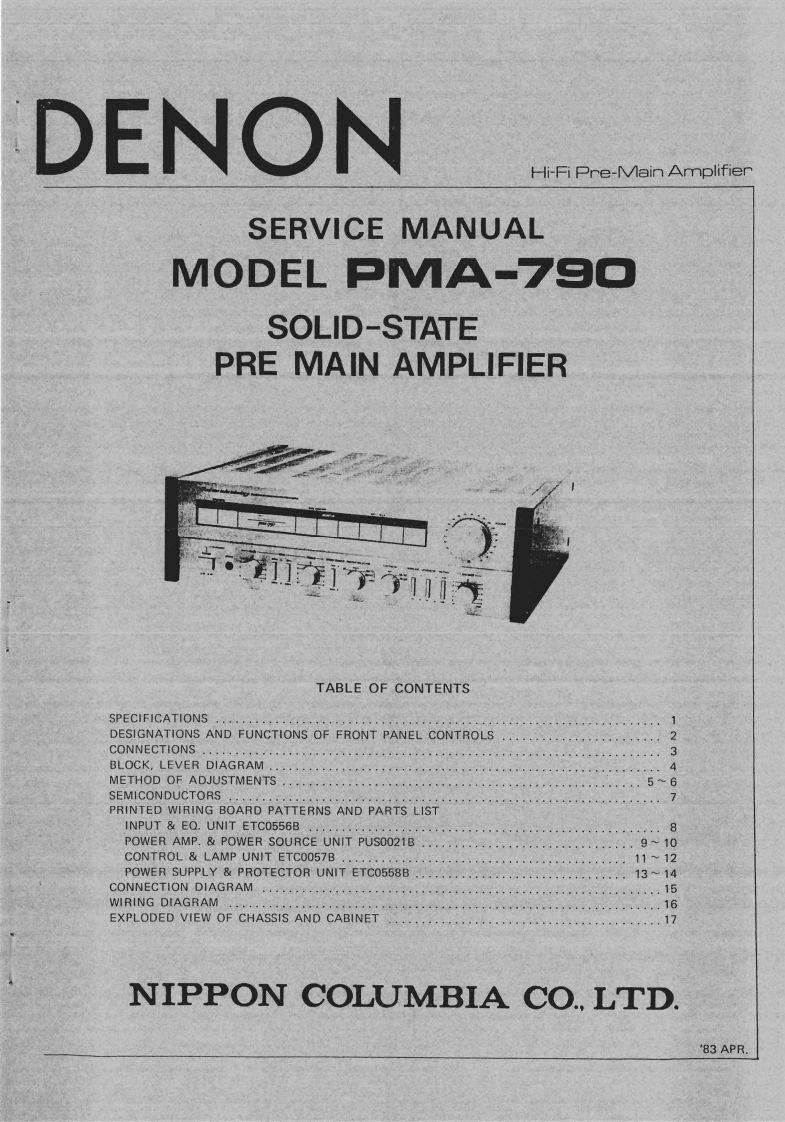 DENON
Hi-Fi Pre-Main Amplifier
SERVICE MANUAL
MODEL PMA-790
SOLID-STATE
PRE MAIN AMPLIFIER
TABLE OF CONTENTS
SPECIFICATIONS ........ 1
DESIGNATIONS AND FUNCTIONS OF FRONT PANEL CONTROLS ........ 2
CONNECTIONS ........ 3
BLOCK, LEVER DIAGRAM ........ 4
METHOD OF ADJUSTMENTS ........ 5 ~ 6
SEMICONDUCTORS ........ 7
PRINTED WIRING BOARD PATTERNS AND PARTS LIST
INPUT & EQ. UNIT ETC0556B ........ 8
POWER AMP. & POWER SOURCE UNIT PUS0021B ........ 9 ~ 10
CONTROL & LAMP UNIT ETC0057B ........ 11 ~ 12
POWER SUPPLY & PROTECTOR UNIT ETC0558B ........ 13 ~ 14
CONNECTION DIAGRAM ........ 15
WIRING DIAGRAM ........ 16
EXPLODED VIEW OF CHASSIS AND CABINET ........ 17
NIPPON COLUMBIA CO., LTD.
'83 APR.